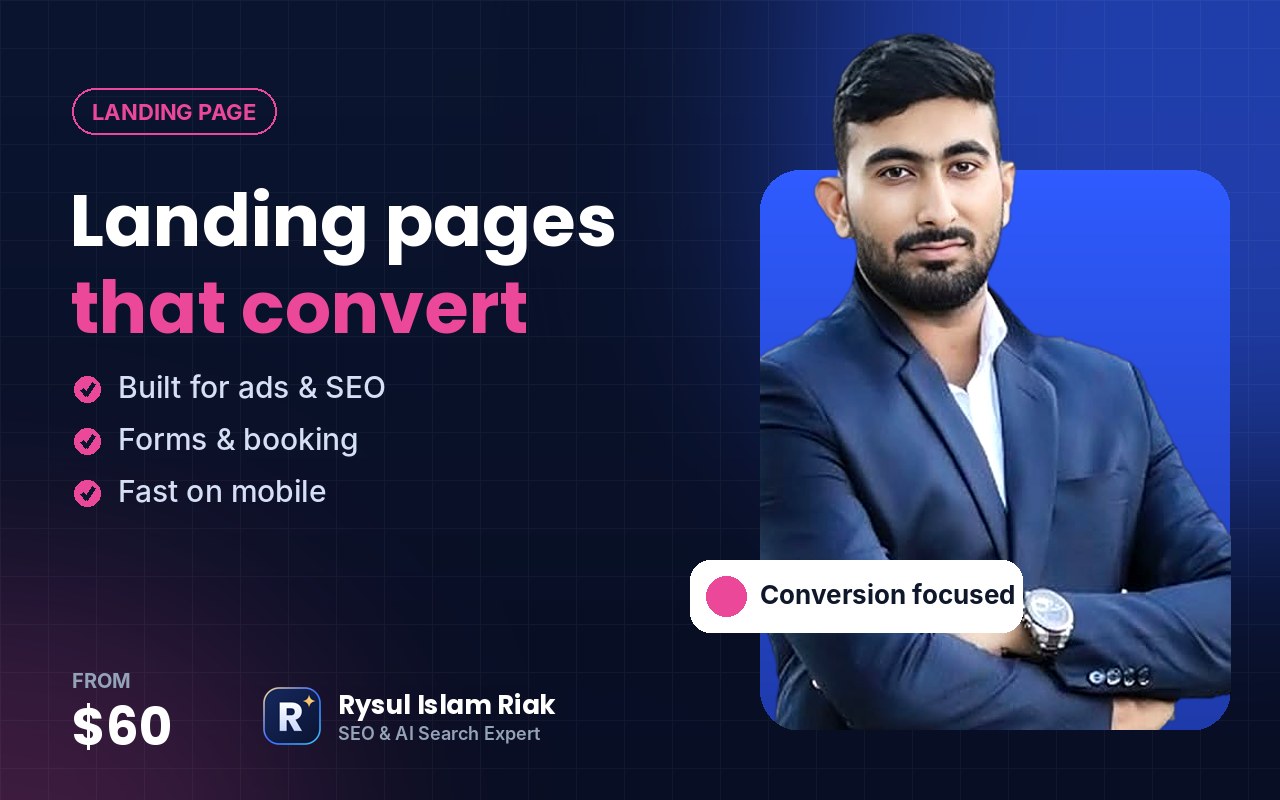 LANDING PAGE
Landing pages
that convert
Built for ads & SEO
Forms & booking
Fast on mobile
Conversion focused
FROM
$60
R
Rysul Islam Riak
SEO & AI Search Expert